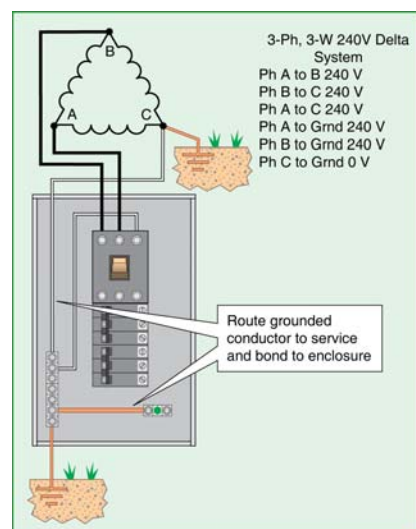 3-Ph, 3-W 240V Delta
System
Ph A to B 240 V
Ph B to C 240 V
Ph A to C 240 V
Ph A to Grnd 240 V
Ph B to Grnd 240 V
Ph C to Grnd 0 V
B
A
C
Route grounded
conductor to service
and bond to enclosure